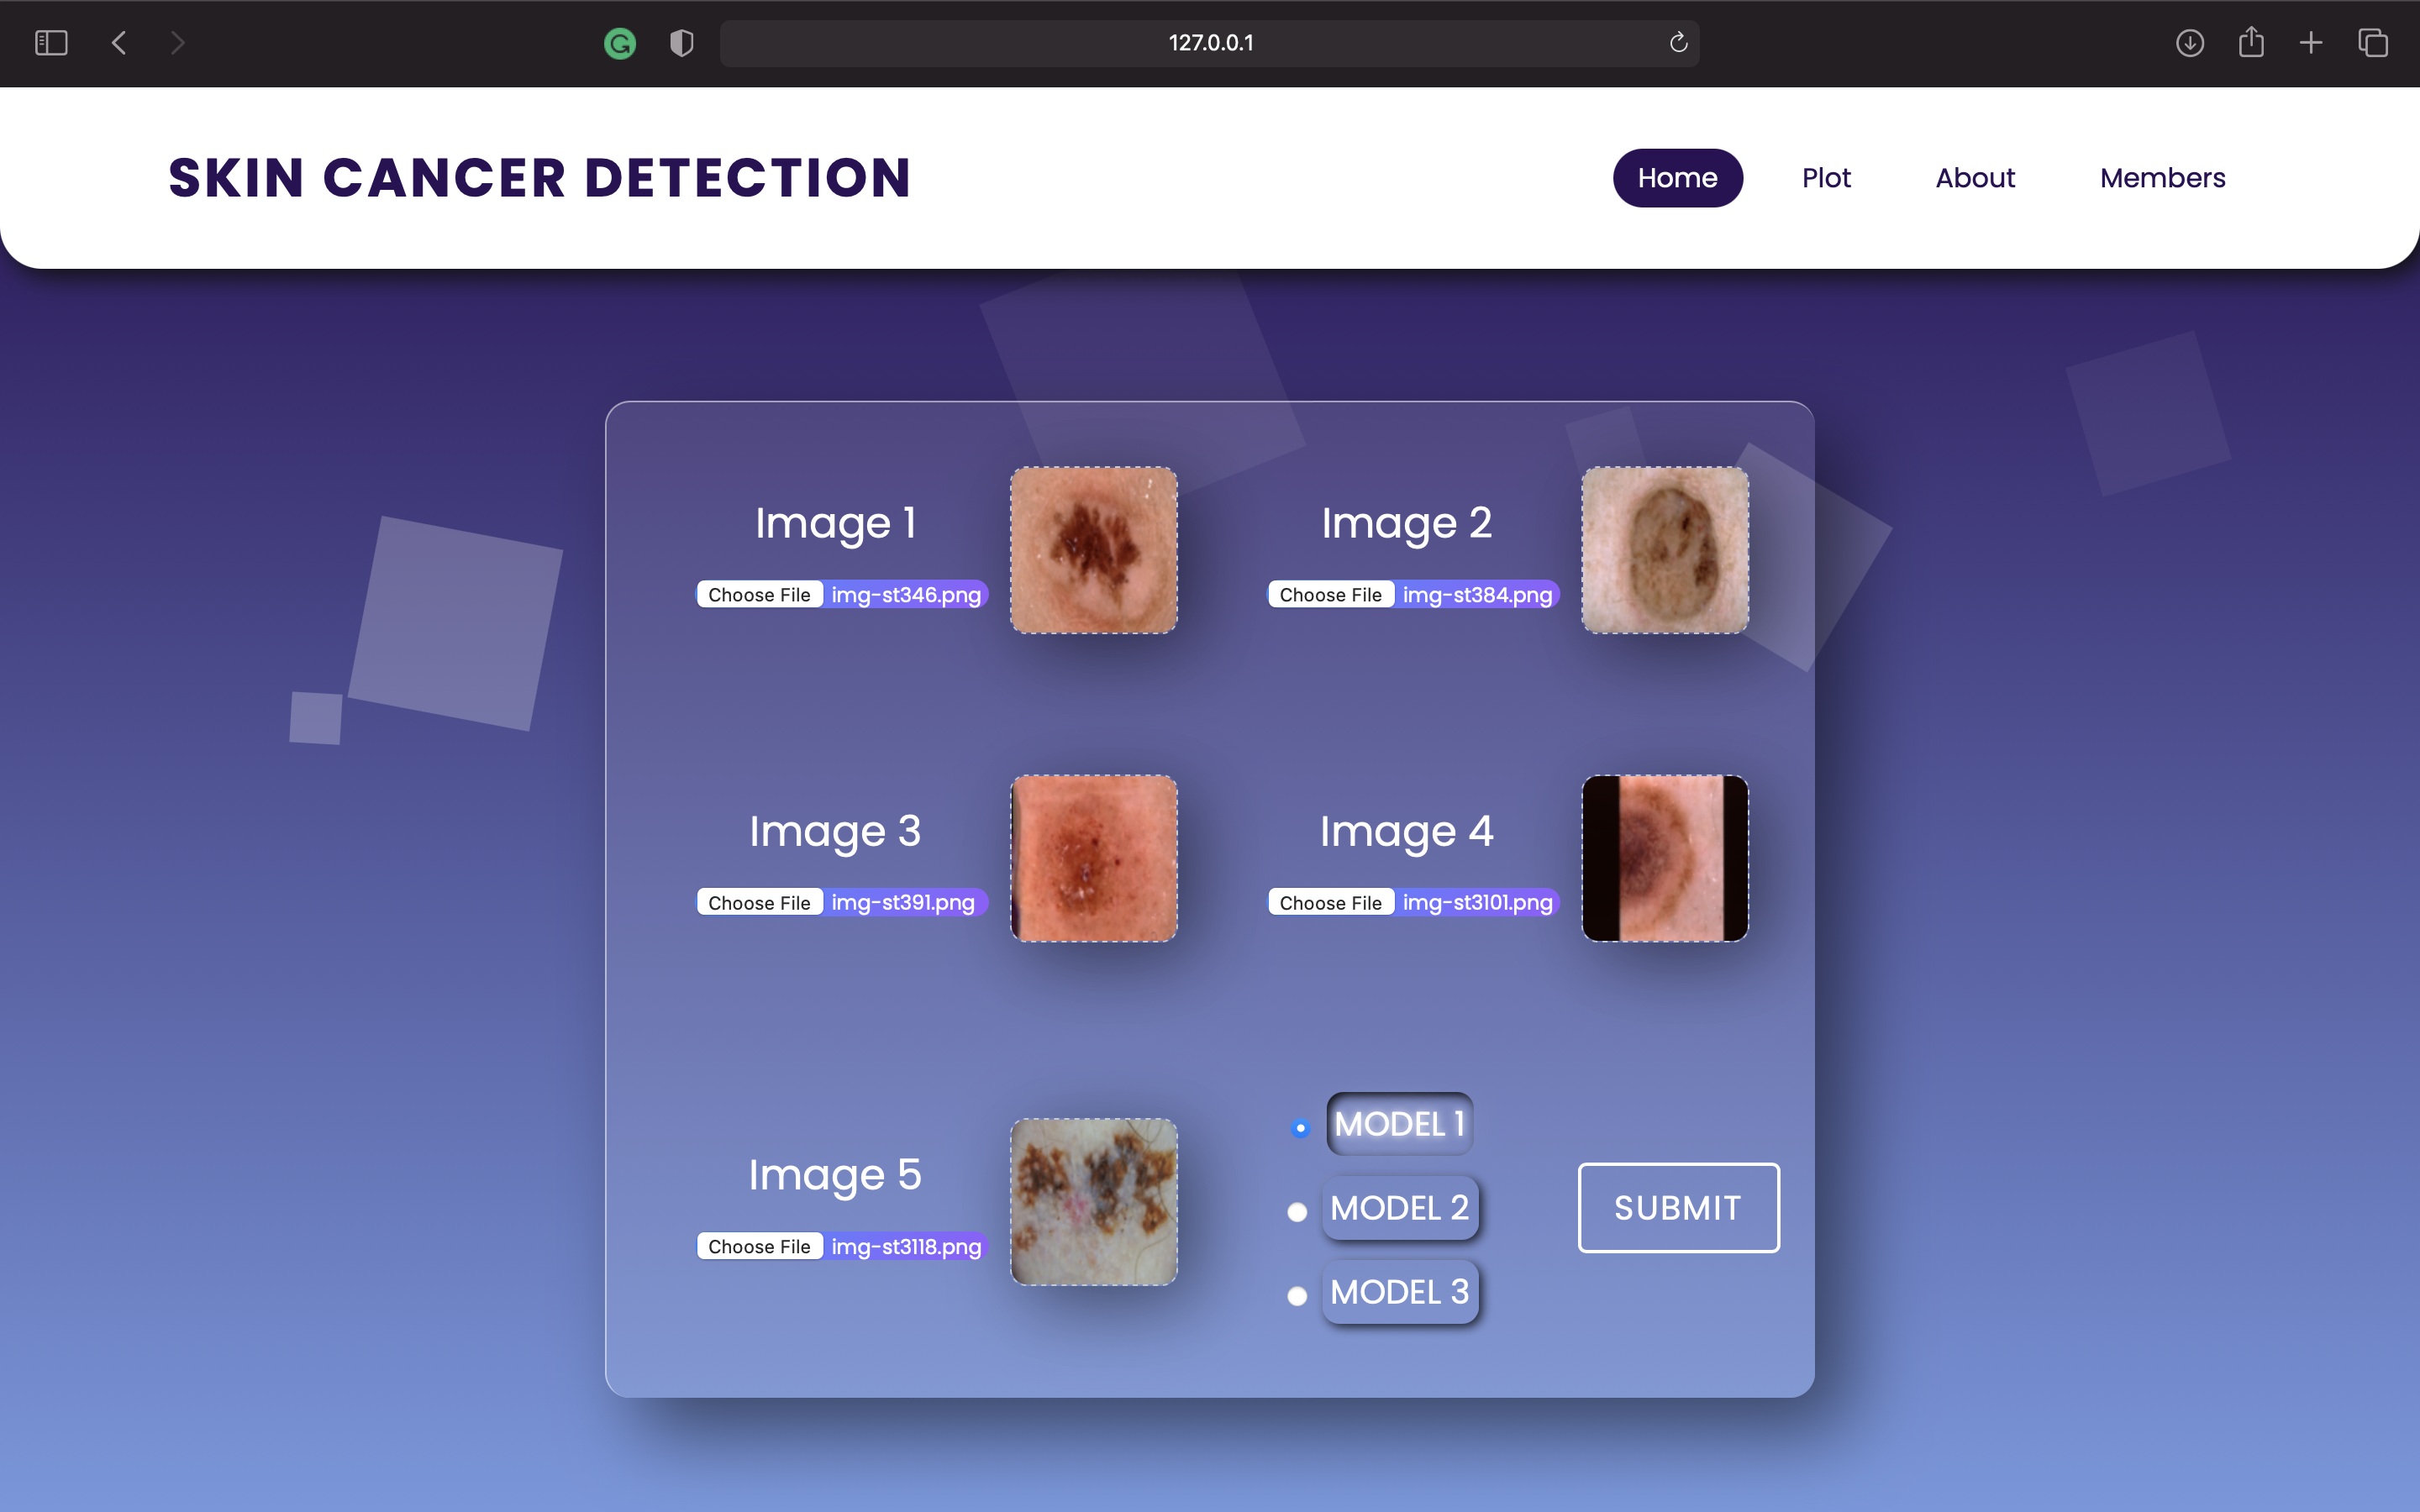 127.0.0.1
SKIN CANCER DETECTION
Home Plot About Members
Image 1
Choose File img-st346.png
Image 2
Choose File img-st384.png
Image 3
Choose File img-st391.png
Image 4
Choose File img-st3101.png
Image 5
Choose File img-st3118.png
MODEL 1
MODEL 2
MODEL 3
SUBMIT